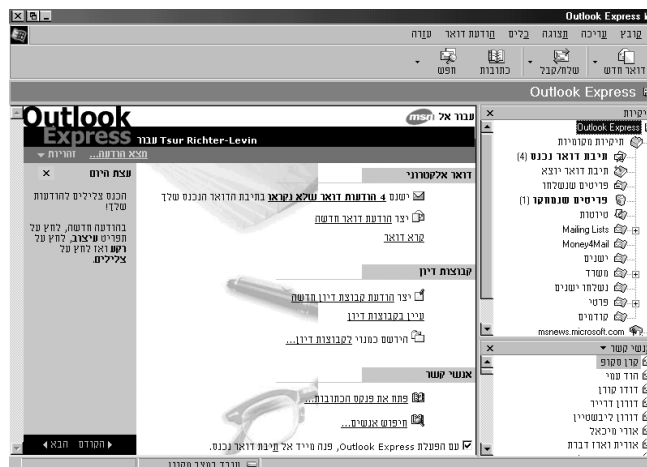 Outlook Express
קובץ עריכה תצוגה כלים הודעת דואר עזרה
דואר חדש שלח/קבל כתובות חפש
Outlook Express
תיקיות
Outlook Express
תיקיות מקומיות
תיבת דואר נכנס (4)
תיבת דואר יוצא
פריטים שנשלחו
פריטים שנמחקו (1)
טיוטות
Mailing Lists
Money4Mail
ישנים
משרד
נשלחו ישנים
פרטי
קודמים
msnews.microsoft.com
אנשי קשר
קרן סקופ
הוד עמי
דודו קורן
דורון דרייר
דורון ליבשטיין
אורי מיכאל
אורית וארז דברת
עבור אל msn
Outlook
Express
עבור Tsur Richter-Levin
מצא הודעה... זהויות
דואר אלקטרוני
ישנם 4 הודעות דואר שלא נקראו בתיבת הדואר הנכנס שלך
יצר הודעת דואר חדשה
קרא דואר
קבוצות דיון
יצר הודעת קבוצת דיון חדשה
עיין בקבוצות דיון
הירשם כמנוי לקבוצות דיון...
אנשי קשר
פתח את פנקס הכתובות...
חיפוש אנשים...
עם הפעלת Outlook Express, פנה מייד אל תיבת דואר נכנס.
עצת היום
הכנס צלילים להודעות
שלך!
בהודעה חדשה, לחץ על
תפריט עיצוב, לחץ על
רקע ואז לחץ על
צלילים.
הקודם הבא
עובד במצב מקוון